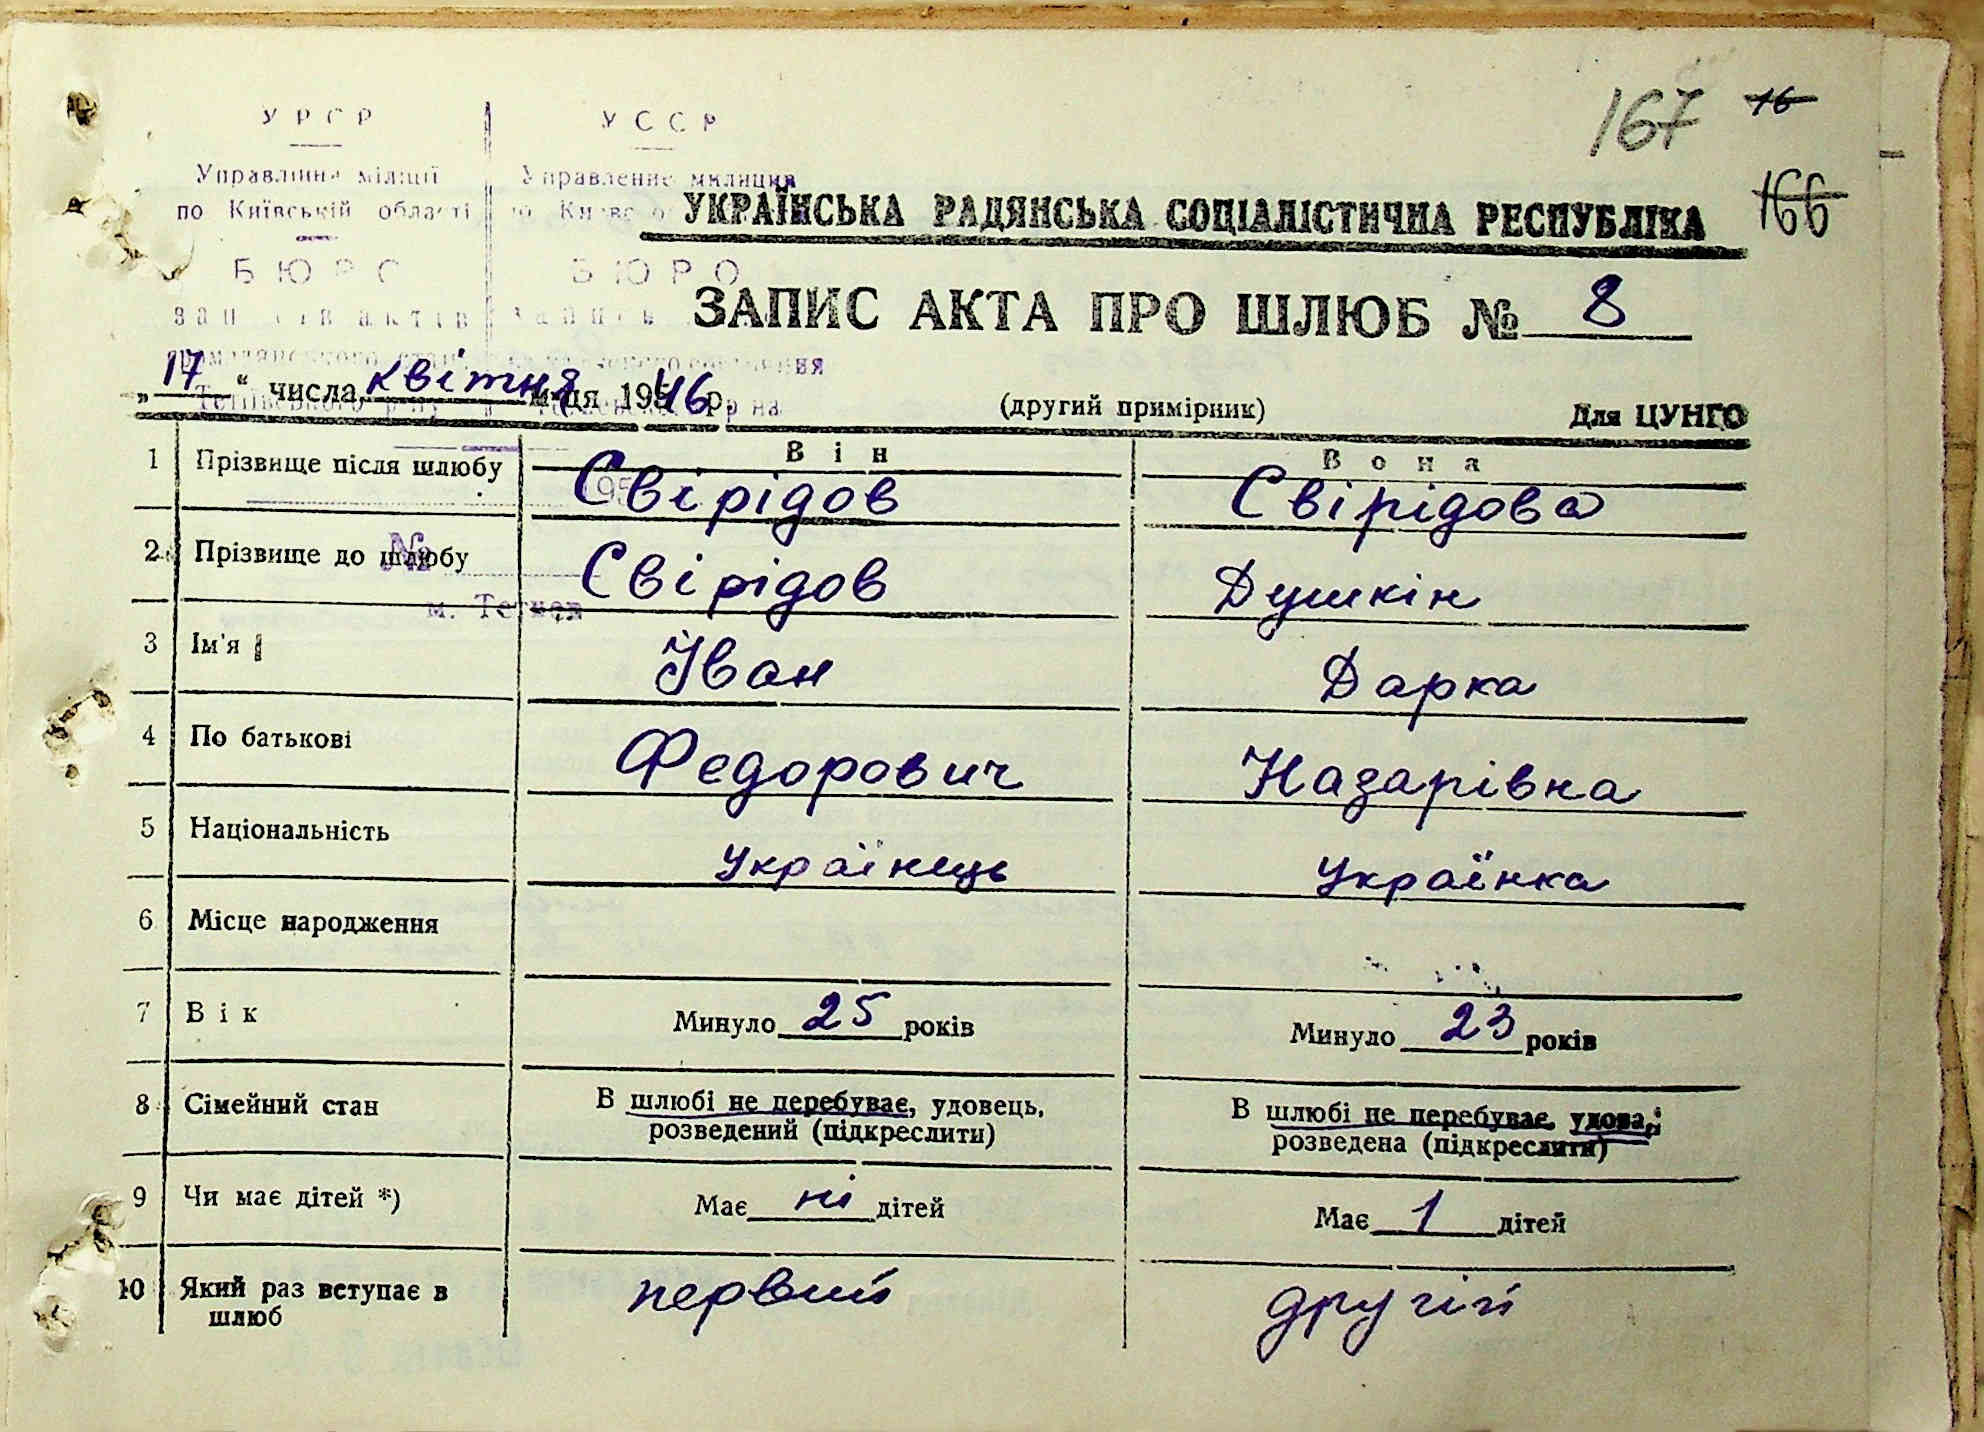 167 16
УРСР УССР
Управління міліції Управление милиции
по Київській області
166
УКРАЇНСЬКА РАДЯНСЬКА СОЦІАЛІСТИЧНА РЕСПУБЛІКА
БЮРО БЮРО
ЗАПИС АКТА ПРО ШЛЮБ № 8
„17“ числа квітня м-ця 1946 р. (другий примірник) Для ЦУНГО
Він Вона
1 Прізвище після шлюбу Свірідов Свірідова
2 Прізвище до шлюбу Свірідов Душкін
№
м. Тетієв
3 Ім'я Іван Дарка
4 По батькові Федорович Назарівна
5 Національність Українець Українка
6 Місце народження
7 Вік Минуло 25 років Минуло 23 років
8 Сімейний стан В шлюбі не перебуває, удовець, В шлюбі не перебуває, удова,
розведений (підкреслити) розведена (підкреслити)
9 Чи має дітей *) Має ні дітей Має 1 дітей
10 Який раз вступає в первий другій
шлюб